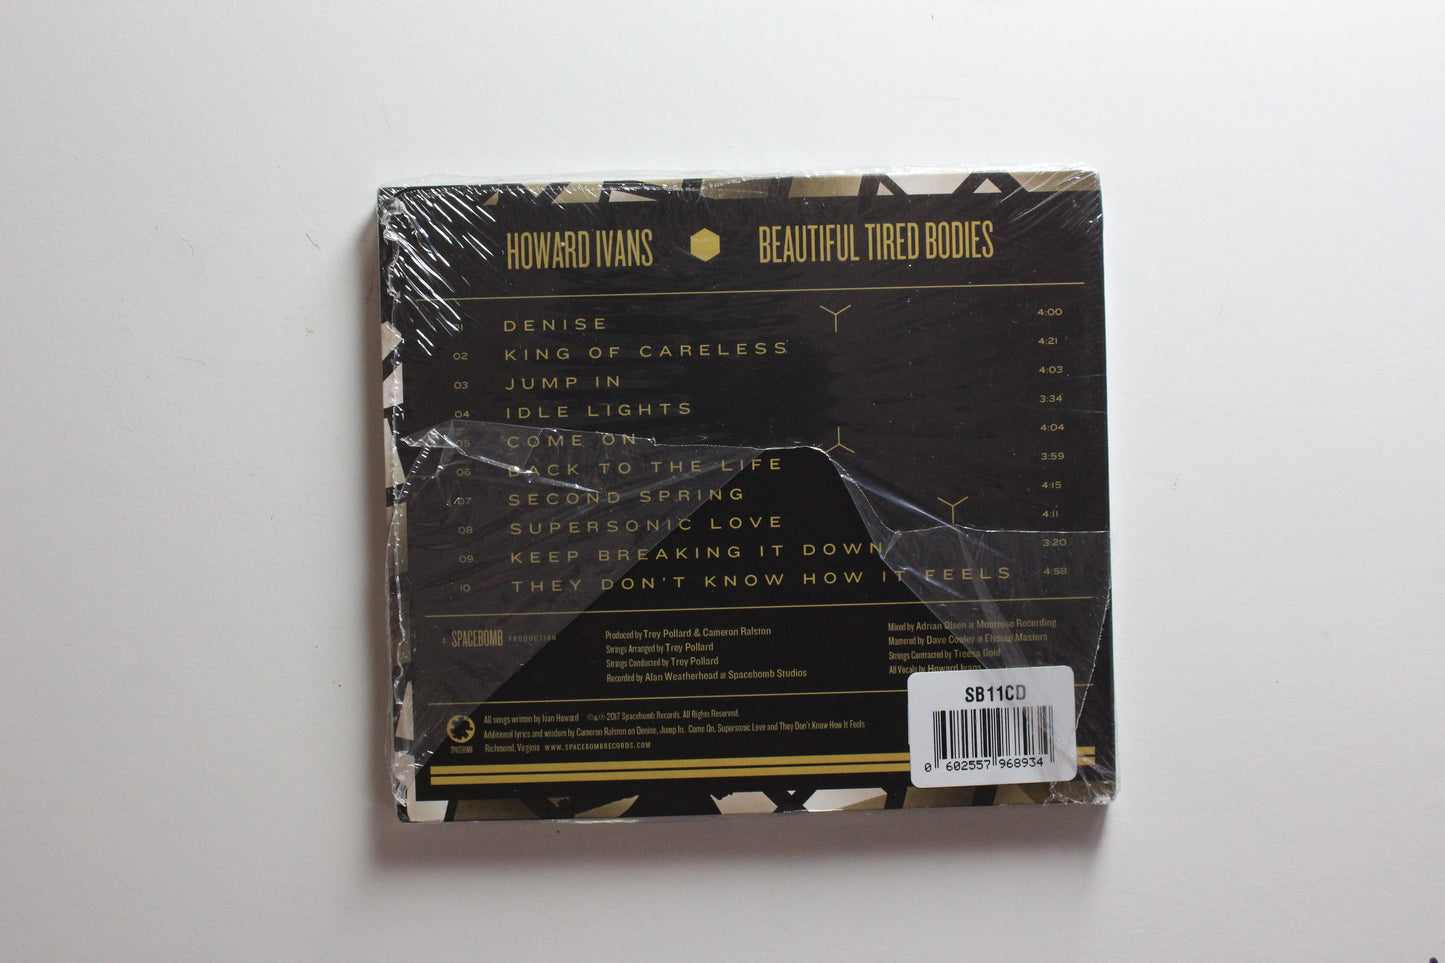 HOWARD IVANS BEAUTIFUL TIRED BODIES
01 DENISE 4:00
02 KING OF CARELESS 4:21
03 JUMP IN 4:03
04 IDLE LIGHTS 3:34
05 COME ON 4:04
06 BACK TO THE LIFE 3:59
07 SECOND SPRING 4:15
08 SUPERSONIC LOVE 4:11
09 KEEP BREAKING IT DOWN 3:20
10 THEY DON'T KNOW HOW IT FEELS 4:58
A SPACEBOMB PRODUCTION
Produced by Trey Pollard & Cameron Ralston
Strings Arranged by Trey Pollard
Strings Conducted by Trey Pollard
Recorded by Alan Weatherhead at Spacebomb Studios
Mixed by Adrian Olsen at Montrose Recording
Mastered by Dave Cooley at Elysian Masters
Strings Contracted by Treesa Gold
All Vocals by Howard Ivans
SPACEBOMB
All songs written by Ivan Howard ℗&© 2017 Spacebomb Records. All Rights Reserved.
Additional lyrics and wisdom by Cameron Ralston on Denise, Jump In, Come On, Supersonic Love and They Don't Know How It Feels
Richmond, Virginia WWW.SPACEBOMBRECORDS.COM
SB11CD
0 602557 968934